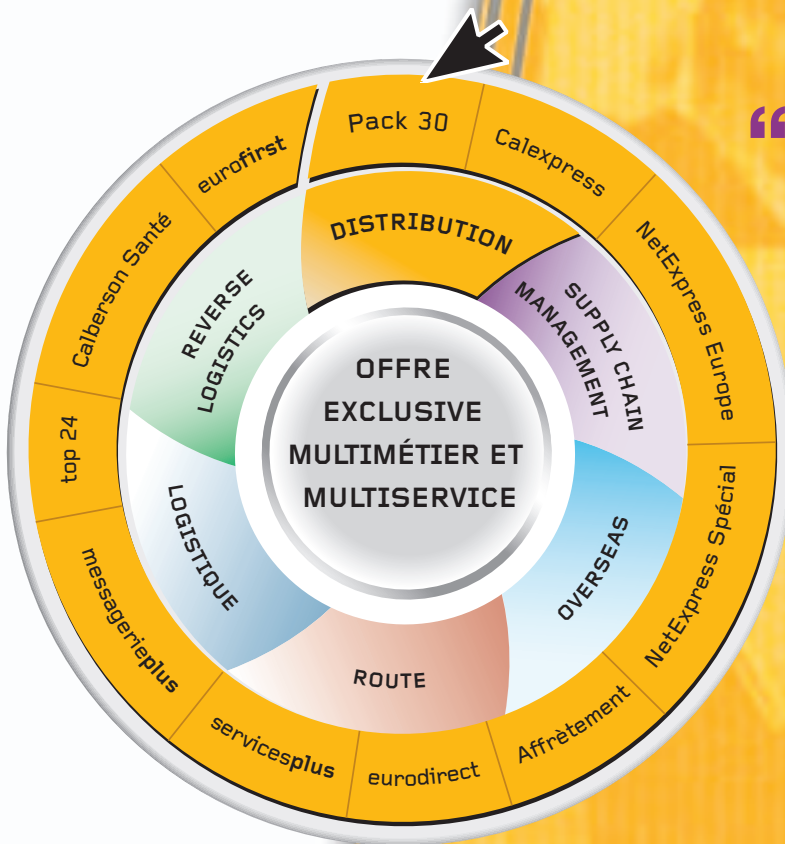 Pack 30
Calexpress
NetExpress Europe
NetExpress Spécial
Affrètement
eurodirect
servicesplus
messagerieplus
top 24
Calberson Santé
eurofirst
DISTRIBUTION
SUPPLY CHAIN
MANAGEMENT
OVERSEAS
ROUTE
LOGISTIQUE
REVERSE
LOGISTICS
OFFRE
EXCLUSIVE
MULTIMÉTIER ET
MULTISERVICE
“